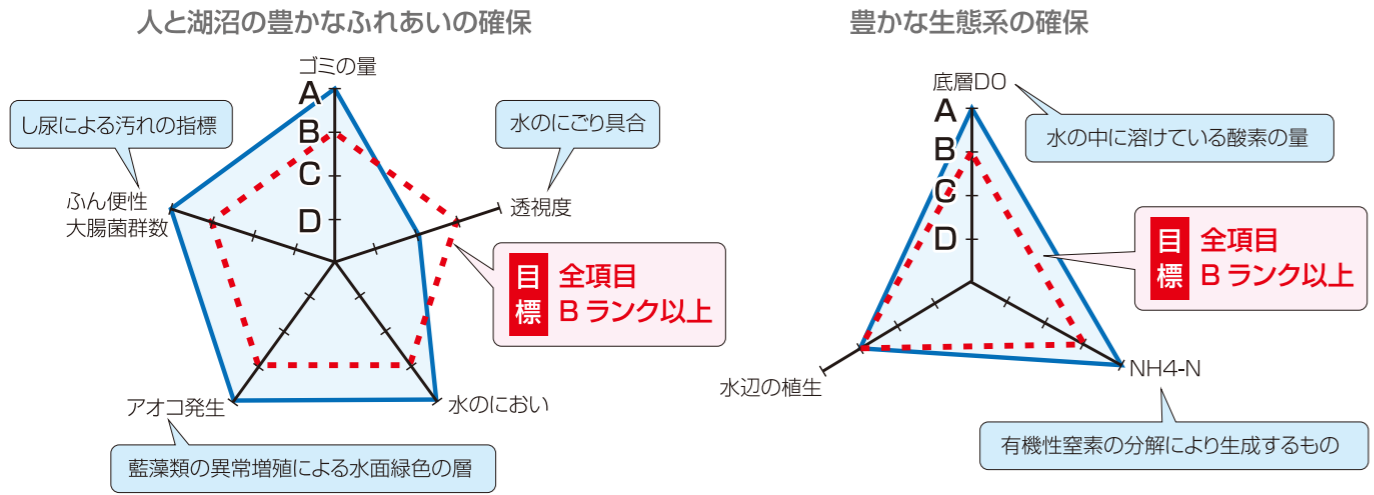 人と湖沼の豊かなふれあいの確保
ゴミの量
A
B
C
D
し尿による汚れの指標
水のにごり具合
ふん便性
大腸菌群数
透視度
目標
全項目
Bランク以上
アオコ発生
水のにおい
藍藻類の異常増殖による水面緑色の層
豊かな生態系の確保
底層DO
A
B
C
D
水の中に溶けている酸素の量
目標
全項目
Bランク以上
水辺の植生
NH4-N
有機性窒素の分解により生成するもの